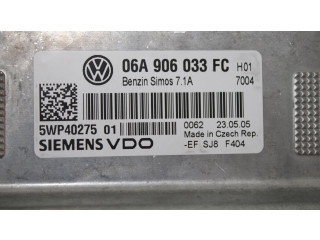 06A 906 033 FC H01
Benzin Simos 7.1A 7004
5WP40275 01 0062 23.05.05
Made in Czech Rep.
SIEMENS VDO -EF SJ8 F404